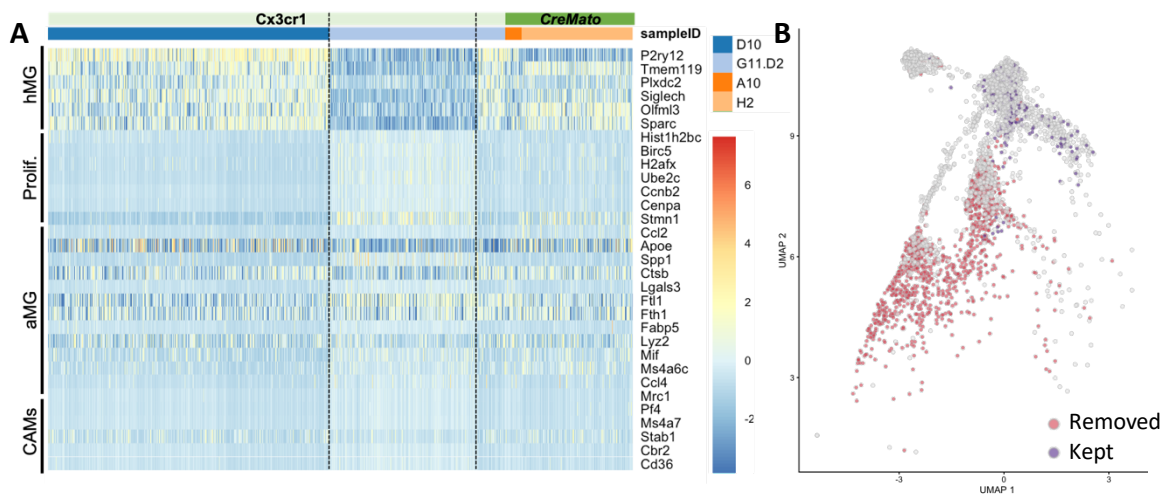 A
Cx3cr1
CreMato
sampleID
D10
G11.D2
A10
H2
hMG
Prolif.
aMG
CAMs
P2ry12
Tmem119
Plxdc2
Siglech
Olfml3
Sparc
Hist1h2bc
Birc5
H2afx
Ube2c
Ccnb2
Cenpa
Stmn1
Ccl2
Apoe
Spp1
Ctsb
Lgals3
Ftl1
Fth1
Fabp5
Lyz2
Mif
Ms4a6c
Ccl4
Mrc1
Pf4
Ms4a7
Stab1
Cbr2
Cd36
6
4
2
0
-2
B
UMAP 2
9
6
3
-3
0
3
UMAP 1
Removed
Kept